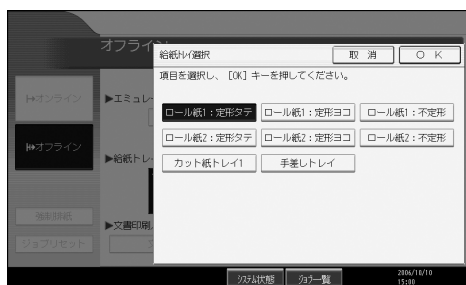 オフライ
給紙トレイ選択
取 消
O K
項目を選択し、[OK] キーを押してください。
オンライン
▶エミュレー
ロール紙1:定形タテ
ロール紙1:定形ヨコ
ロール紙1:不定形
ロール紙2:定形タテ
ロール紙2:定形ヨコ
ロール紙2:不定形
オフライン
▶給紙トレ
カット紙トレイ1
手差しトレイ
強制排紙
▶文書印刷
ジョブリセット
システム状態
ジョブ一覧
2006/10/10
15:00